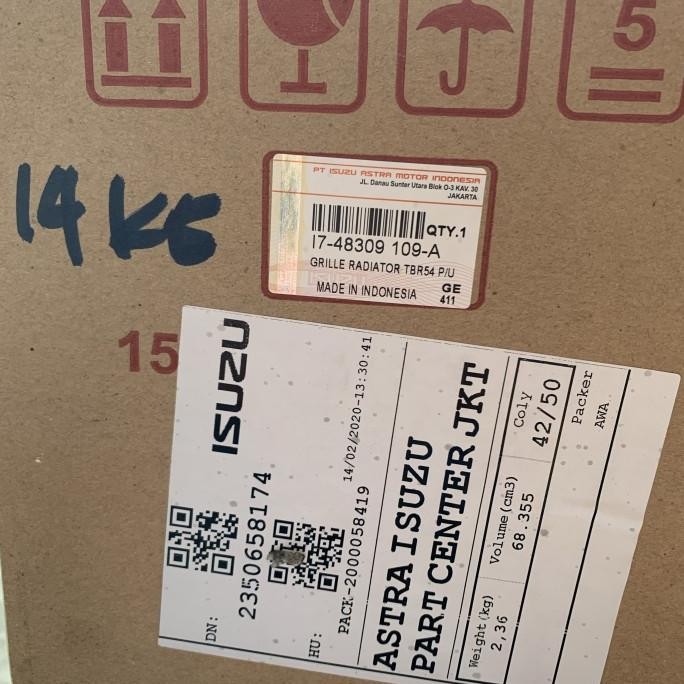 5
14 KG
PT ISUZU ASTRA MOTOR INDONESIA
JL. Danau Sunter Utara Blok O-3 KAV. 30
JAKARTA
QTY.1
I7-48309 109-A
GRILLE RADIATOR TBR54 P/U
MADE IN INDONESIA
GE
411
15
ISUZU
DN:
2350658174
HU:
PACK-2000058419
14/02/2020-13:30:41
ASTRA ISUZU
PART CENTER JKT
Weight(kg)
2,36
Volume(cm3)
68.355
Coly
42/50
Packer
AWA